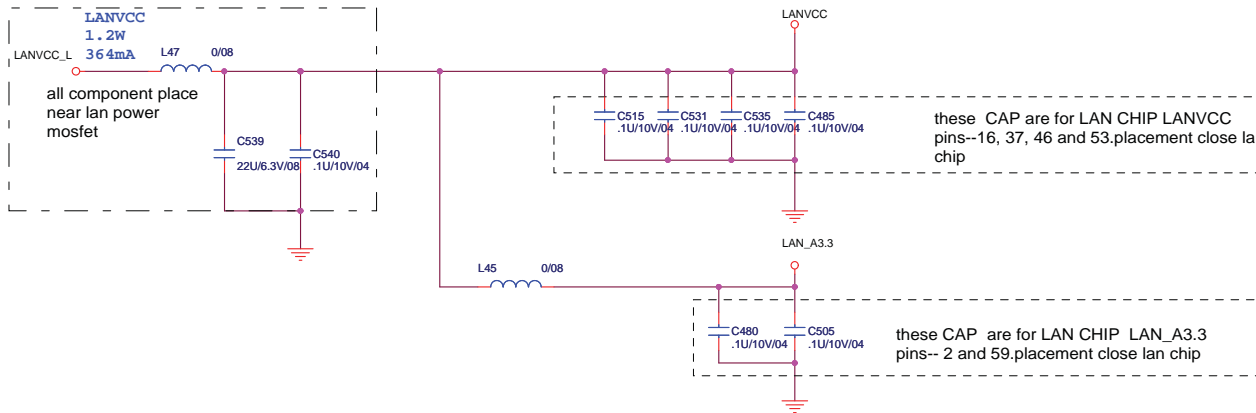 LANVCC
1.2W
364mA
LANVCC_L
L47 0/08
all component place
near lan power
mosfet
C539
22U/6.3V/08
C540
.1U/10V/04
LANVCC
C515
.1U/10V/04
C531
.1U/10V/04
C535
.1U/10V/04
C485
.1U/10V/04
these CAP are for LAN CHIP LANVCC
pins--16, 37, 46 and 53.placement close la
chip
L45 0/08
LAN_A3.3
C480
.1U/10V/04
C505
.1U/10V/04
these CAP are for LAN CHIP LAN_A3.3
pins-- 2 and 59.placement close lan chip